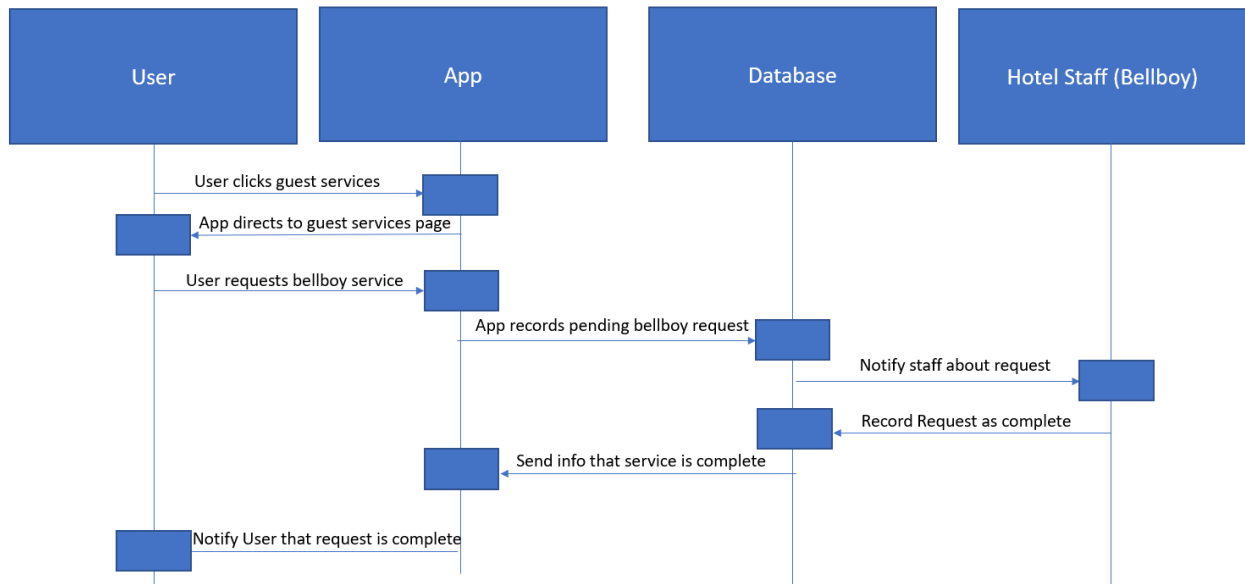 User
App
Database
Hotel Staff (Bellboy)
User clicks guest services
App directs to guest services page
User requests bellboy service
App records pending bellboy request
Notify staff about request
Record Request as complete
Send info that service is complete
Notify User that request is complete